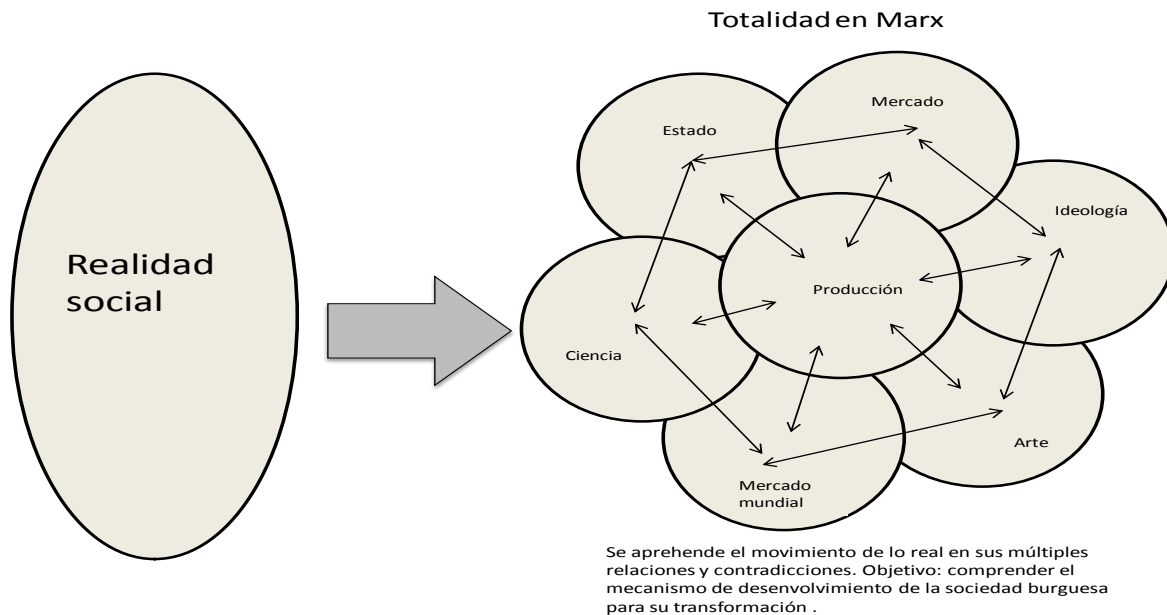 Totalidad en Marx
Realidad
social
Mercado
Estado
Ideología
Producción
Ciencia
Arte
Mercado
mundial
Se aprehende el movimiento de lo real en sus múltiples
relaciones y contradicciones. Objetivo: comprender el
mecanismo de desenvolvimiento de la sociedad burguesa
para su transformación .